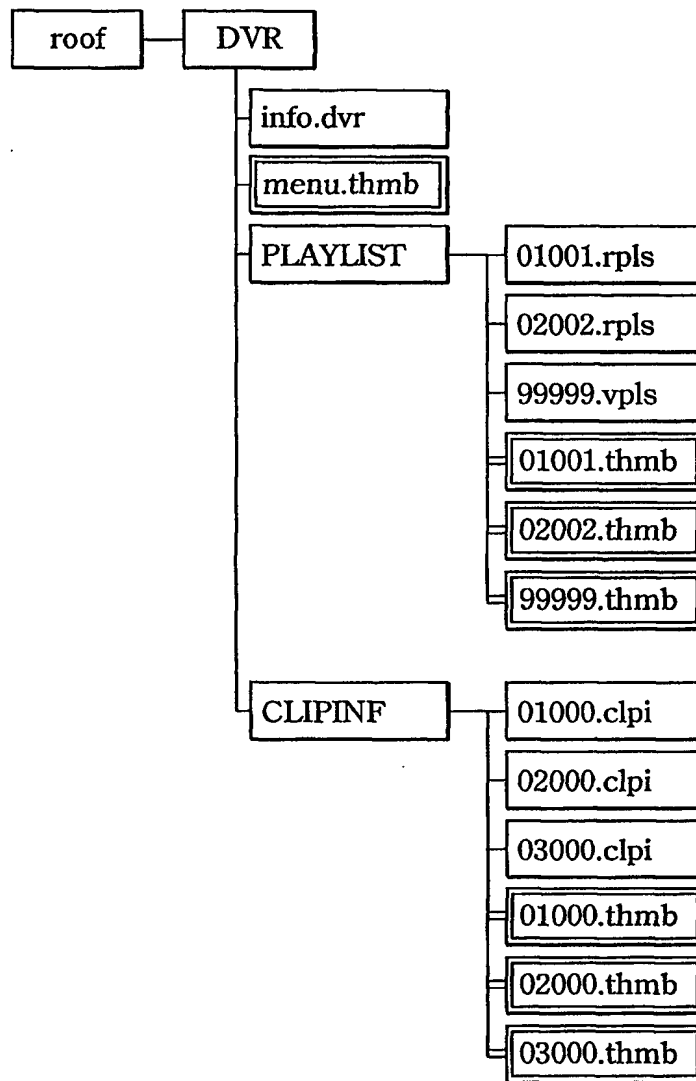 roof DVR
info.dvr
menu.thmb
PLAYLIST 01001.rpls
02002.rpls
99999.vpls
01001.thmb
02002.thmb
99999.thmb
CLIPINF 01000.clpi
02000.clpi
03000.clpi
01000.thmb
02000.thmb
03000.thmb